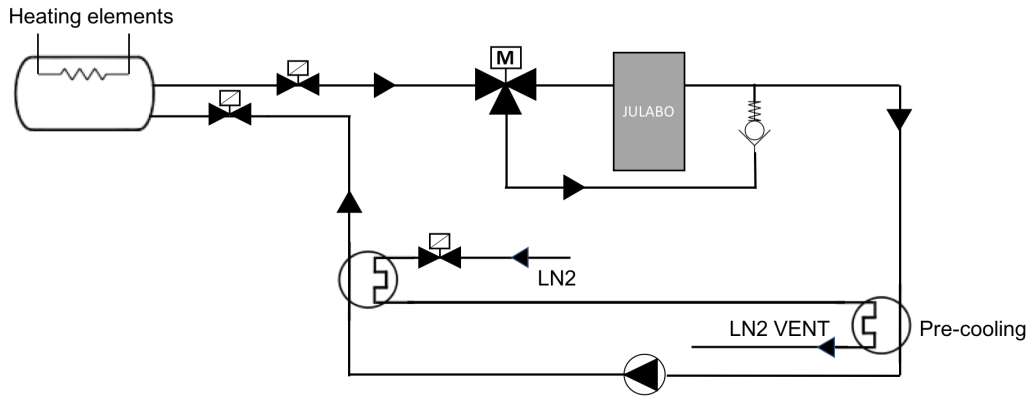 Heating elements
M
JULABO
LN2
LN2 VENT
Pre-cooling